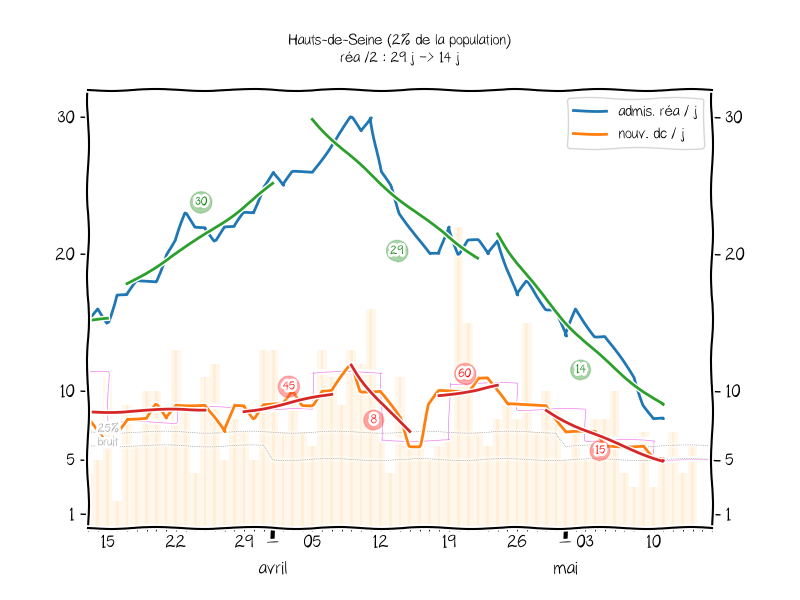 Hauts-de-Seine (2% de la population)
réa /2 : 29 j -> 14 j
admis. réa / j
nouv. dc / j
30
30
30
20
29
20
14
10
45
60
8
10
25%
bruit
15
5
5
1
1
15 22 29 05 12 19 26 03 10
avril mai